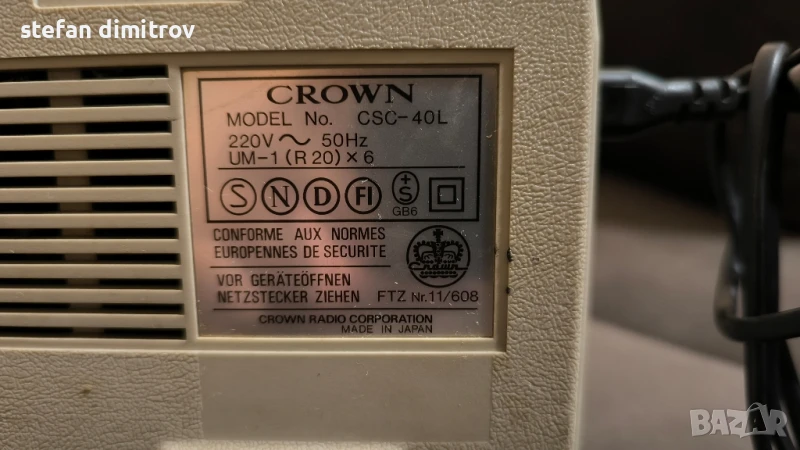 stefan dimitrov
CROWN
MODEL No. CSC-40L
220V ~ 50Hz
UM-1 (R 20) × 6
S N D FI + S
GB6
CONFORME AUX NORMES
EUROPENNES DE SECURITE
Crown
VOR GERÄTEÖFFNEN
NETZSTECKER ZIEHEN FTZ Nr. 11/608
CROWN RADIO CORPORATION
MADE IN JAPAN
BAZAR